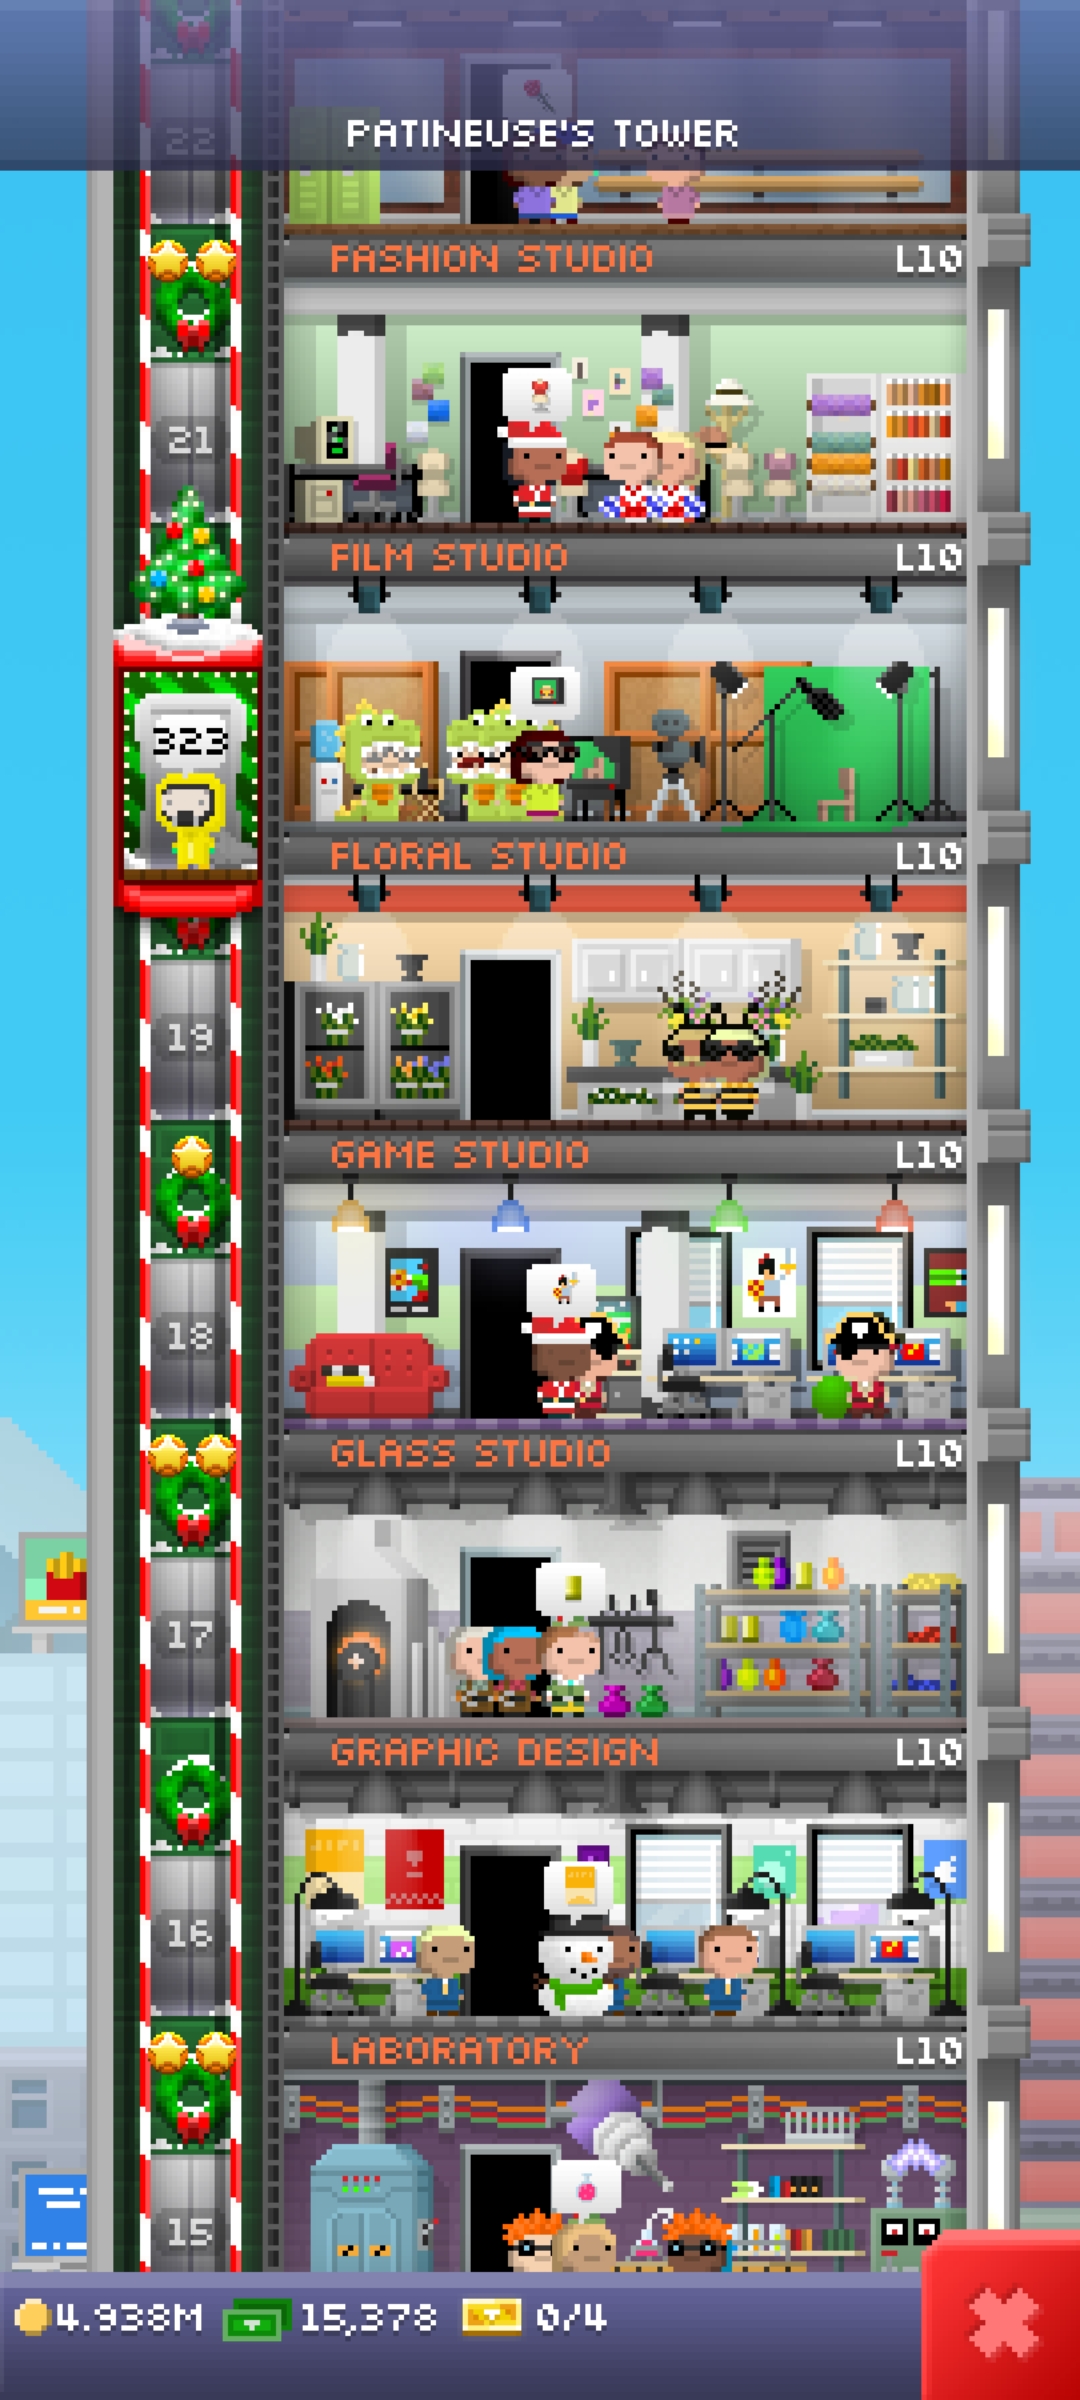 22
PATINEUSE'S TOWER
FASHION STUDIO L10
21
FILM STUDIO L10
323
FLORAL STUDIO L10
19
GAME STUDIO L10
18
GLASS STUDIO L10
17
GRAPHIC DESIGN L10
16
LABORATORY L10
15
4.938M 15,378 0/4